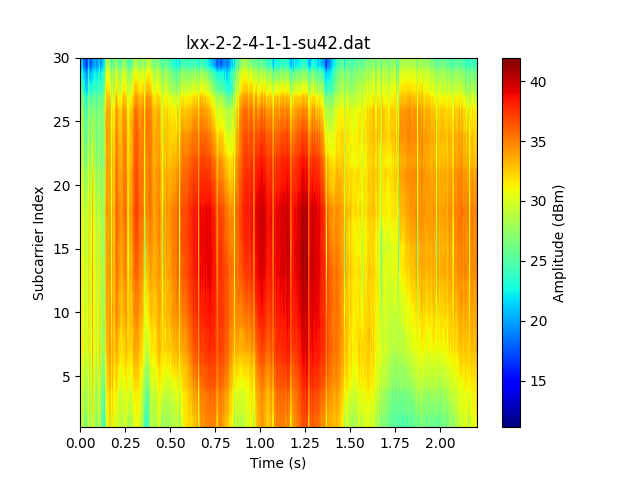 lxx-2-2-4-1-1-su42.dat
30
25
20
15
10
5
Subcarrier Index
0.00 0.25 0.50 0.75 1.00 1.25 1.50 1.75 2.00
Time (s)
40
35
30
25
20
15
Amplitude (dBm)